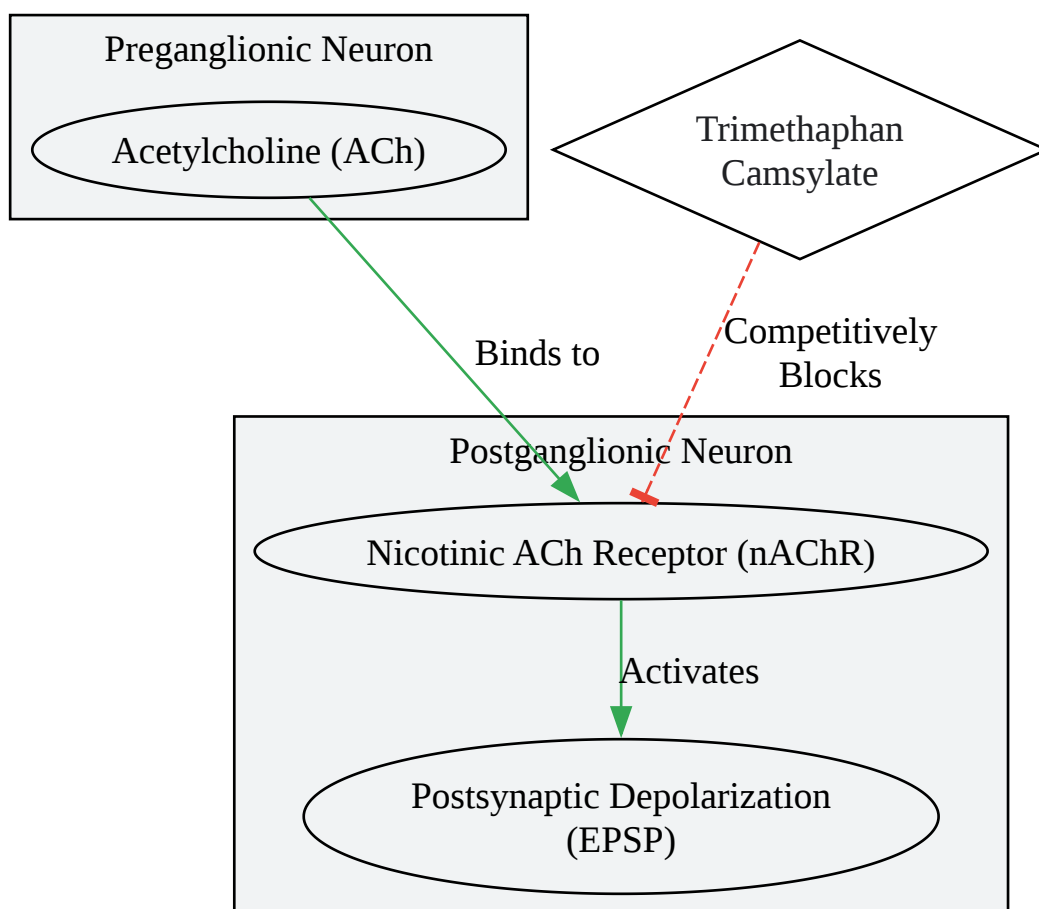 Preganglionic Neuron
Acetylcholine (ACh)
Trimethaphan
Camsylate
Binds to
Competitively
Blocks
Postganglionic Neuron
Nicotinic ACh Receptor (nAChR)
Activates
Postsynaptic Depolarization
(EPSP)